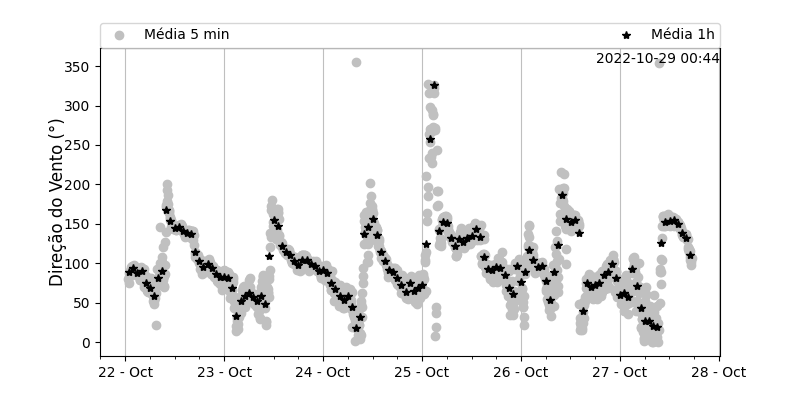 Média 5 min
Média 1h
2022-10-29 00:44
Direção do Vento (°)
350
300
250
200
150
100
50
0
22 - Oct
23 - Oct
24 - Oct
25 - Oct
26 - Oct
27 - Oct
28 - Oct